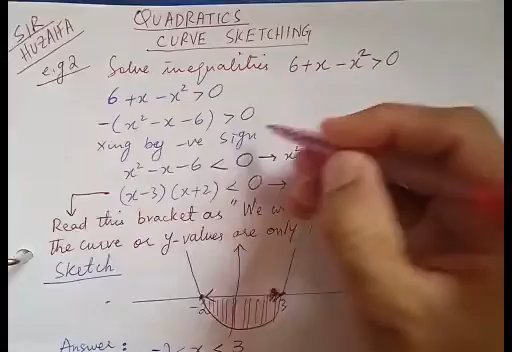 SIR HUZAIFA
QUADRATICS
CURVE SKETCHING
e.g 2 Solve inequalities 6+x-x²>0
6+x-x²>0
-(x²-x-6)>0
xing by -ve sign
x²-x-6<0→x²
(x-3)(x+2)<0→
Read this bracket as "We
The curve or y-values are only
Sketch
-2 3
Answer: -2<x<3